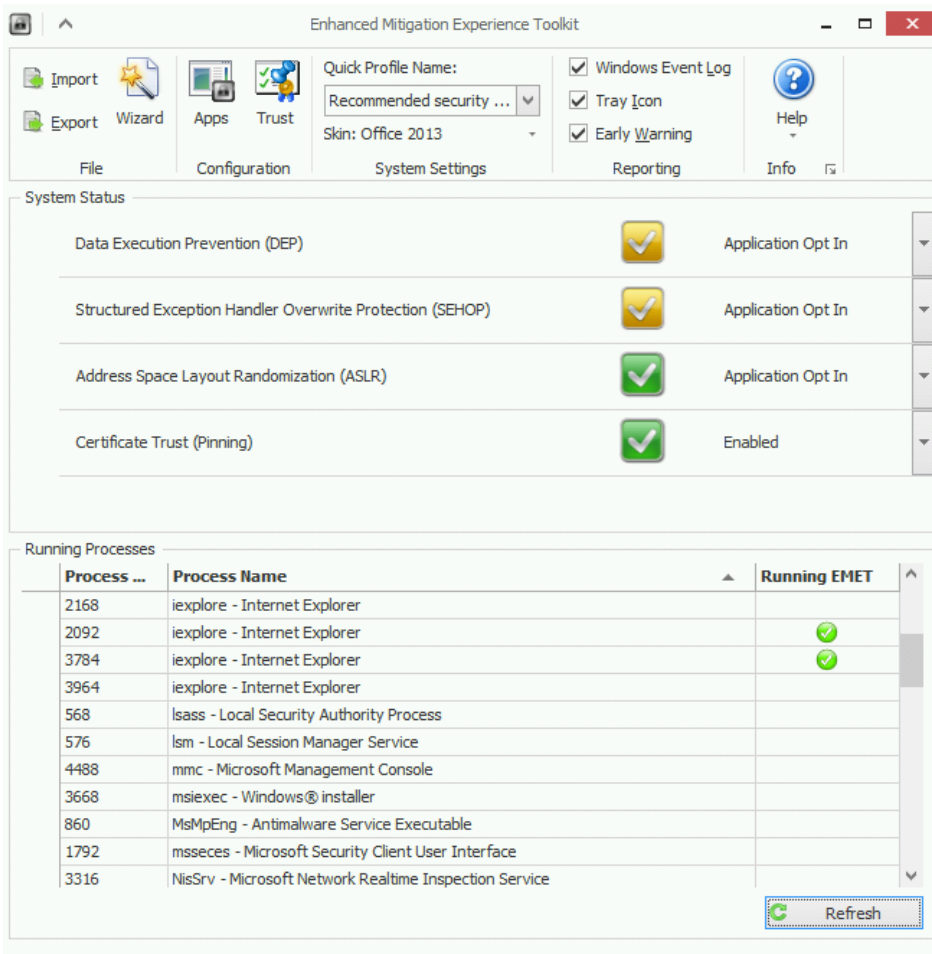 Enhanced Mitigation Experience Toolkit
Import
Export
Wizard
File
Apps
Trust
Configuration
Quick Profile Name:
Recommended security ...
Skin: Office 2013
System Settings
Windows Event Log
Tray Icon
Early Warning
Reporting
Help
Info
System Status
Data Execution Prevention (DEP) Application Opt In
Structured Exception Handler Overwrite Protection (SEHOP) Application Opt In
Address Space Layout Randomization (ASLR) Application Opt In
Certificate Trust (Pinning) Enabled
Running Processes
Process ... Process Name Running EMET
2168 iexplore - Internet Explorer
2092 iexplore - Internet Explorer
3784 iexplore - Internet Explorer
3964 iexplore - Internet Explorer
568 lsass - Local Security Authority Process
576 lsm - Local Session Manager Service
4488 mmc - Microsoft Management Console
3668 msiexec - Windows® installer
860 MsMpEng - Antimalware Service Executable
1792 msseces - Microsoft Security Client User Interface
3316 NisSrv - Microsoft Network Realtime Inspection Service
Refresh